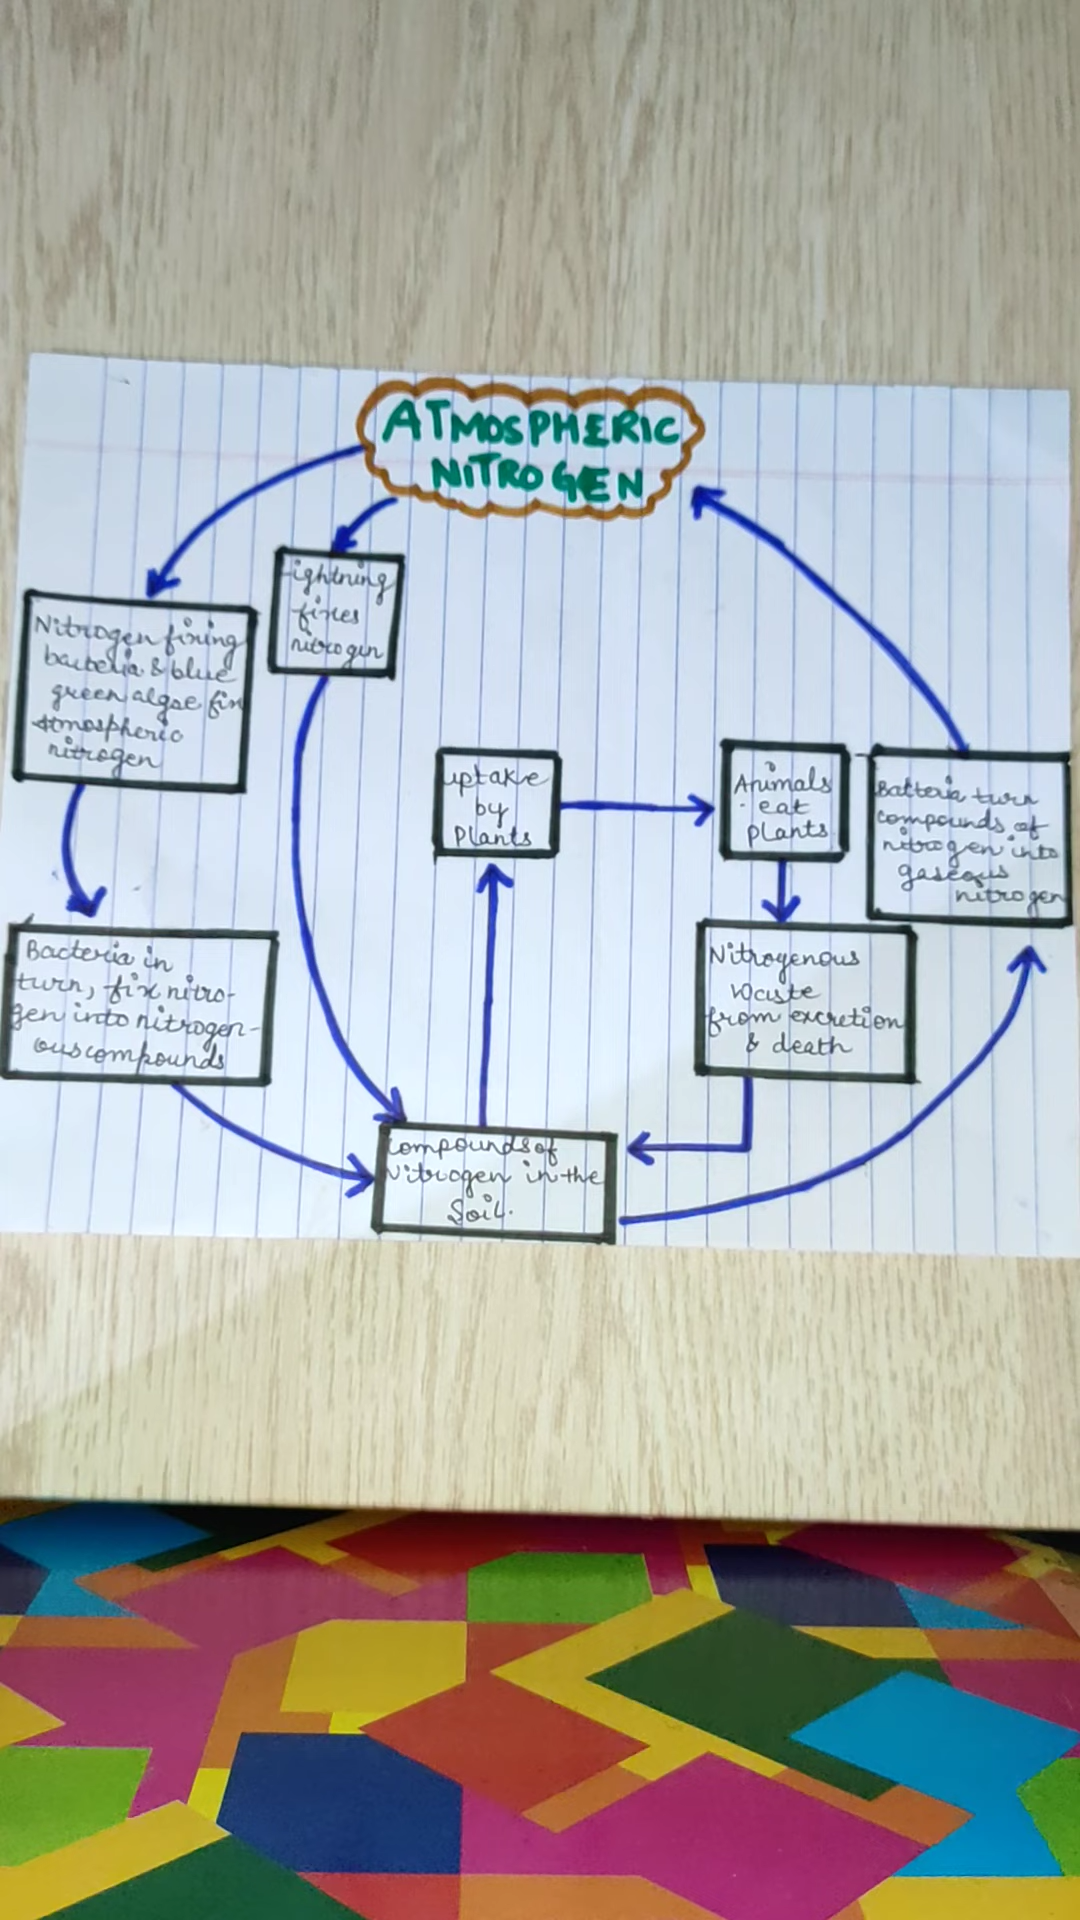 ATMOSPHERIC
NITROGEN
Lightning
fixes
nitrogen
Nitrogen fixing
bacteria & blue
green algae fix
Atmospheric
nitrogen
uptake
by
Plants
Animals
eat
plants
Bacteria turn
compounds of
nitrogen into
gaseous
nitrogen
Bacteria in
turn, fix nitro-
gen into nitrogen-
ous compounds
Nitrogenous
waste
from excretion
& death
Compounds of
Nitrogen in the
Soil.